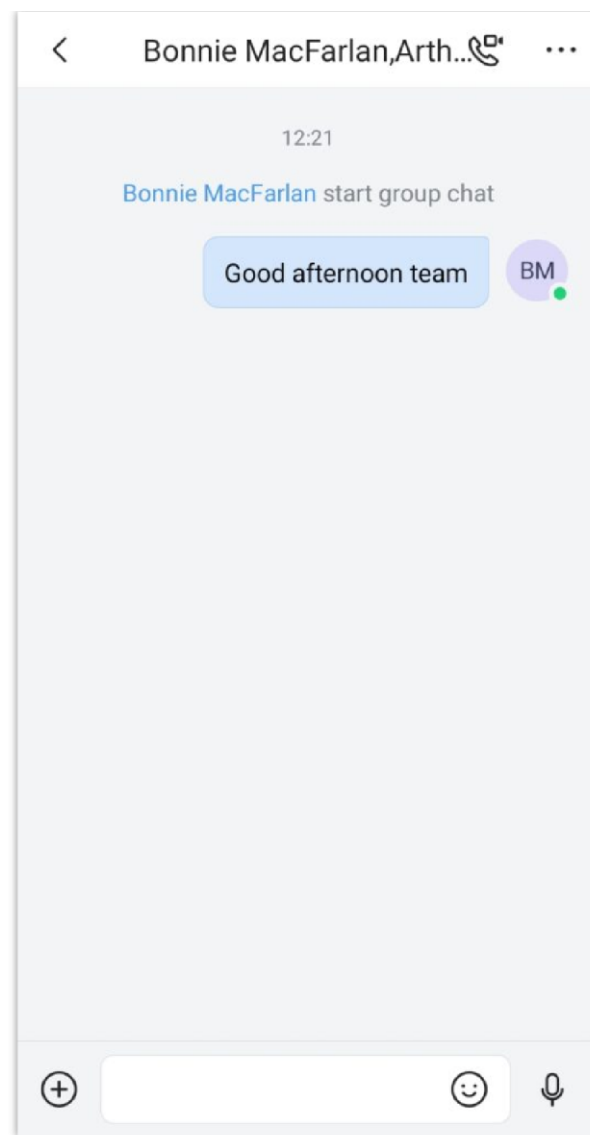 Bonnie MacFarlan,Arth...
12:21
Bonnie MacFarlan start group chat
Good afternoon team
BM